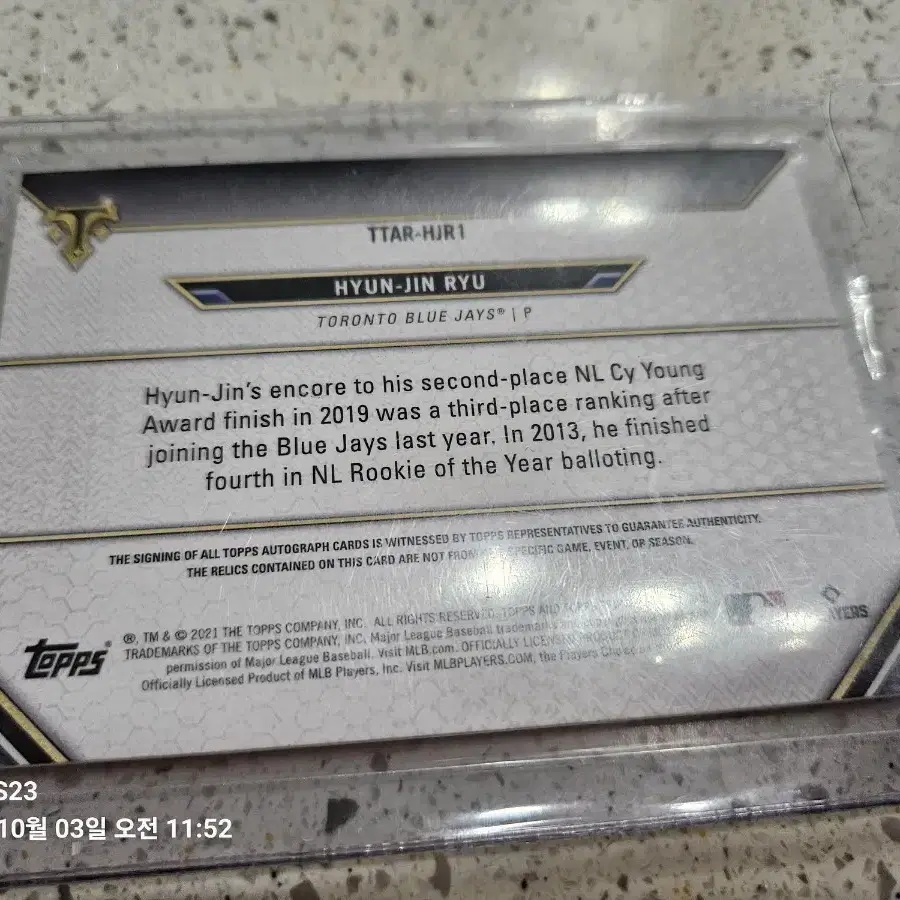 TTAR-HJR1
HYUN-JIN RYU
TORONTO BLUE JAYS® | P
Hyun-Jin's encore to his second-place NL Cy Young
Award finish in 2019 was a third-place ranking after
joining the Blue Jays last year. In 2013, he finished
fourth in NL Rookie of the Year balloting.
THE SIGNING OF ALL TOPPS AUTOGRAPH CARDS IS WITNESSED BY TOPPS REPRESENTATIVES TO GUARANTEE AUTHENTICITY.
THE RELICS CONTAINED ON THIS CARD ARE NOT FROM SPECIFIC GAME, EVENT, OR SEASON.
topps®
®, TM & © 2021 THE TOPPS COMPANY, INC. ALL RIGHTS RESERVED. TOPPS AND
TRADEMARKS OF THE TOPPS COMPANY, INC. Major League Baseball trademarks
permission of Major League Baseball. Visit MLB.com. OFFICIALLY LICENSED PRODUCT
Officially Licensed Product of MLB Players, Inc. Visit MLBPLAYERS.COM, the Players
S23
10월 03일 오전 11:52